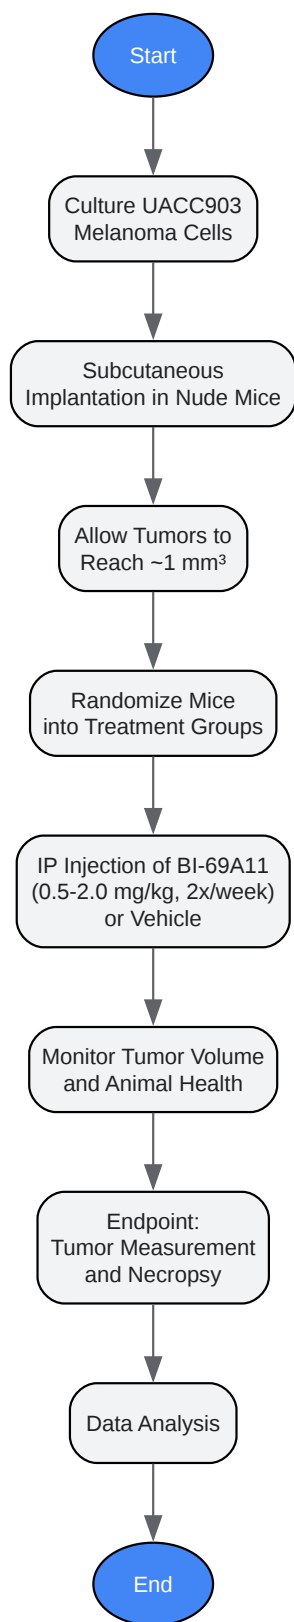 Start
Culture UACC903
Melanoma Cells
Subcutaneous
Implantation in Nude Mice
Allow Tumors to
Reach ~1 mm³
Randomize Mice
into Treatment Groups
IP Injection of BI-69A11
(0.5-2.0 mg/kg, 2x/week)
or Vehicle
Monitor Tumor Volume
and Animal Health
Endpoint:
Tumor Measurement
and Necropsy
Data Analysis
End